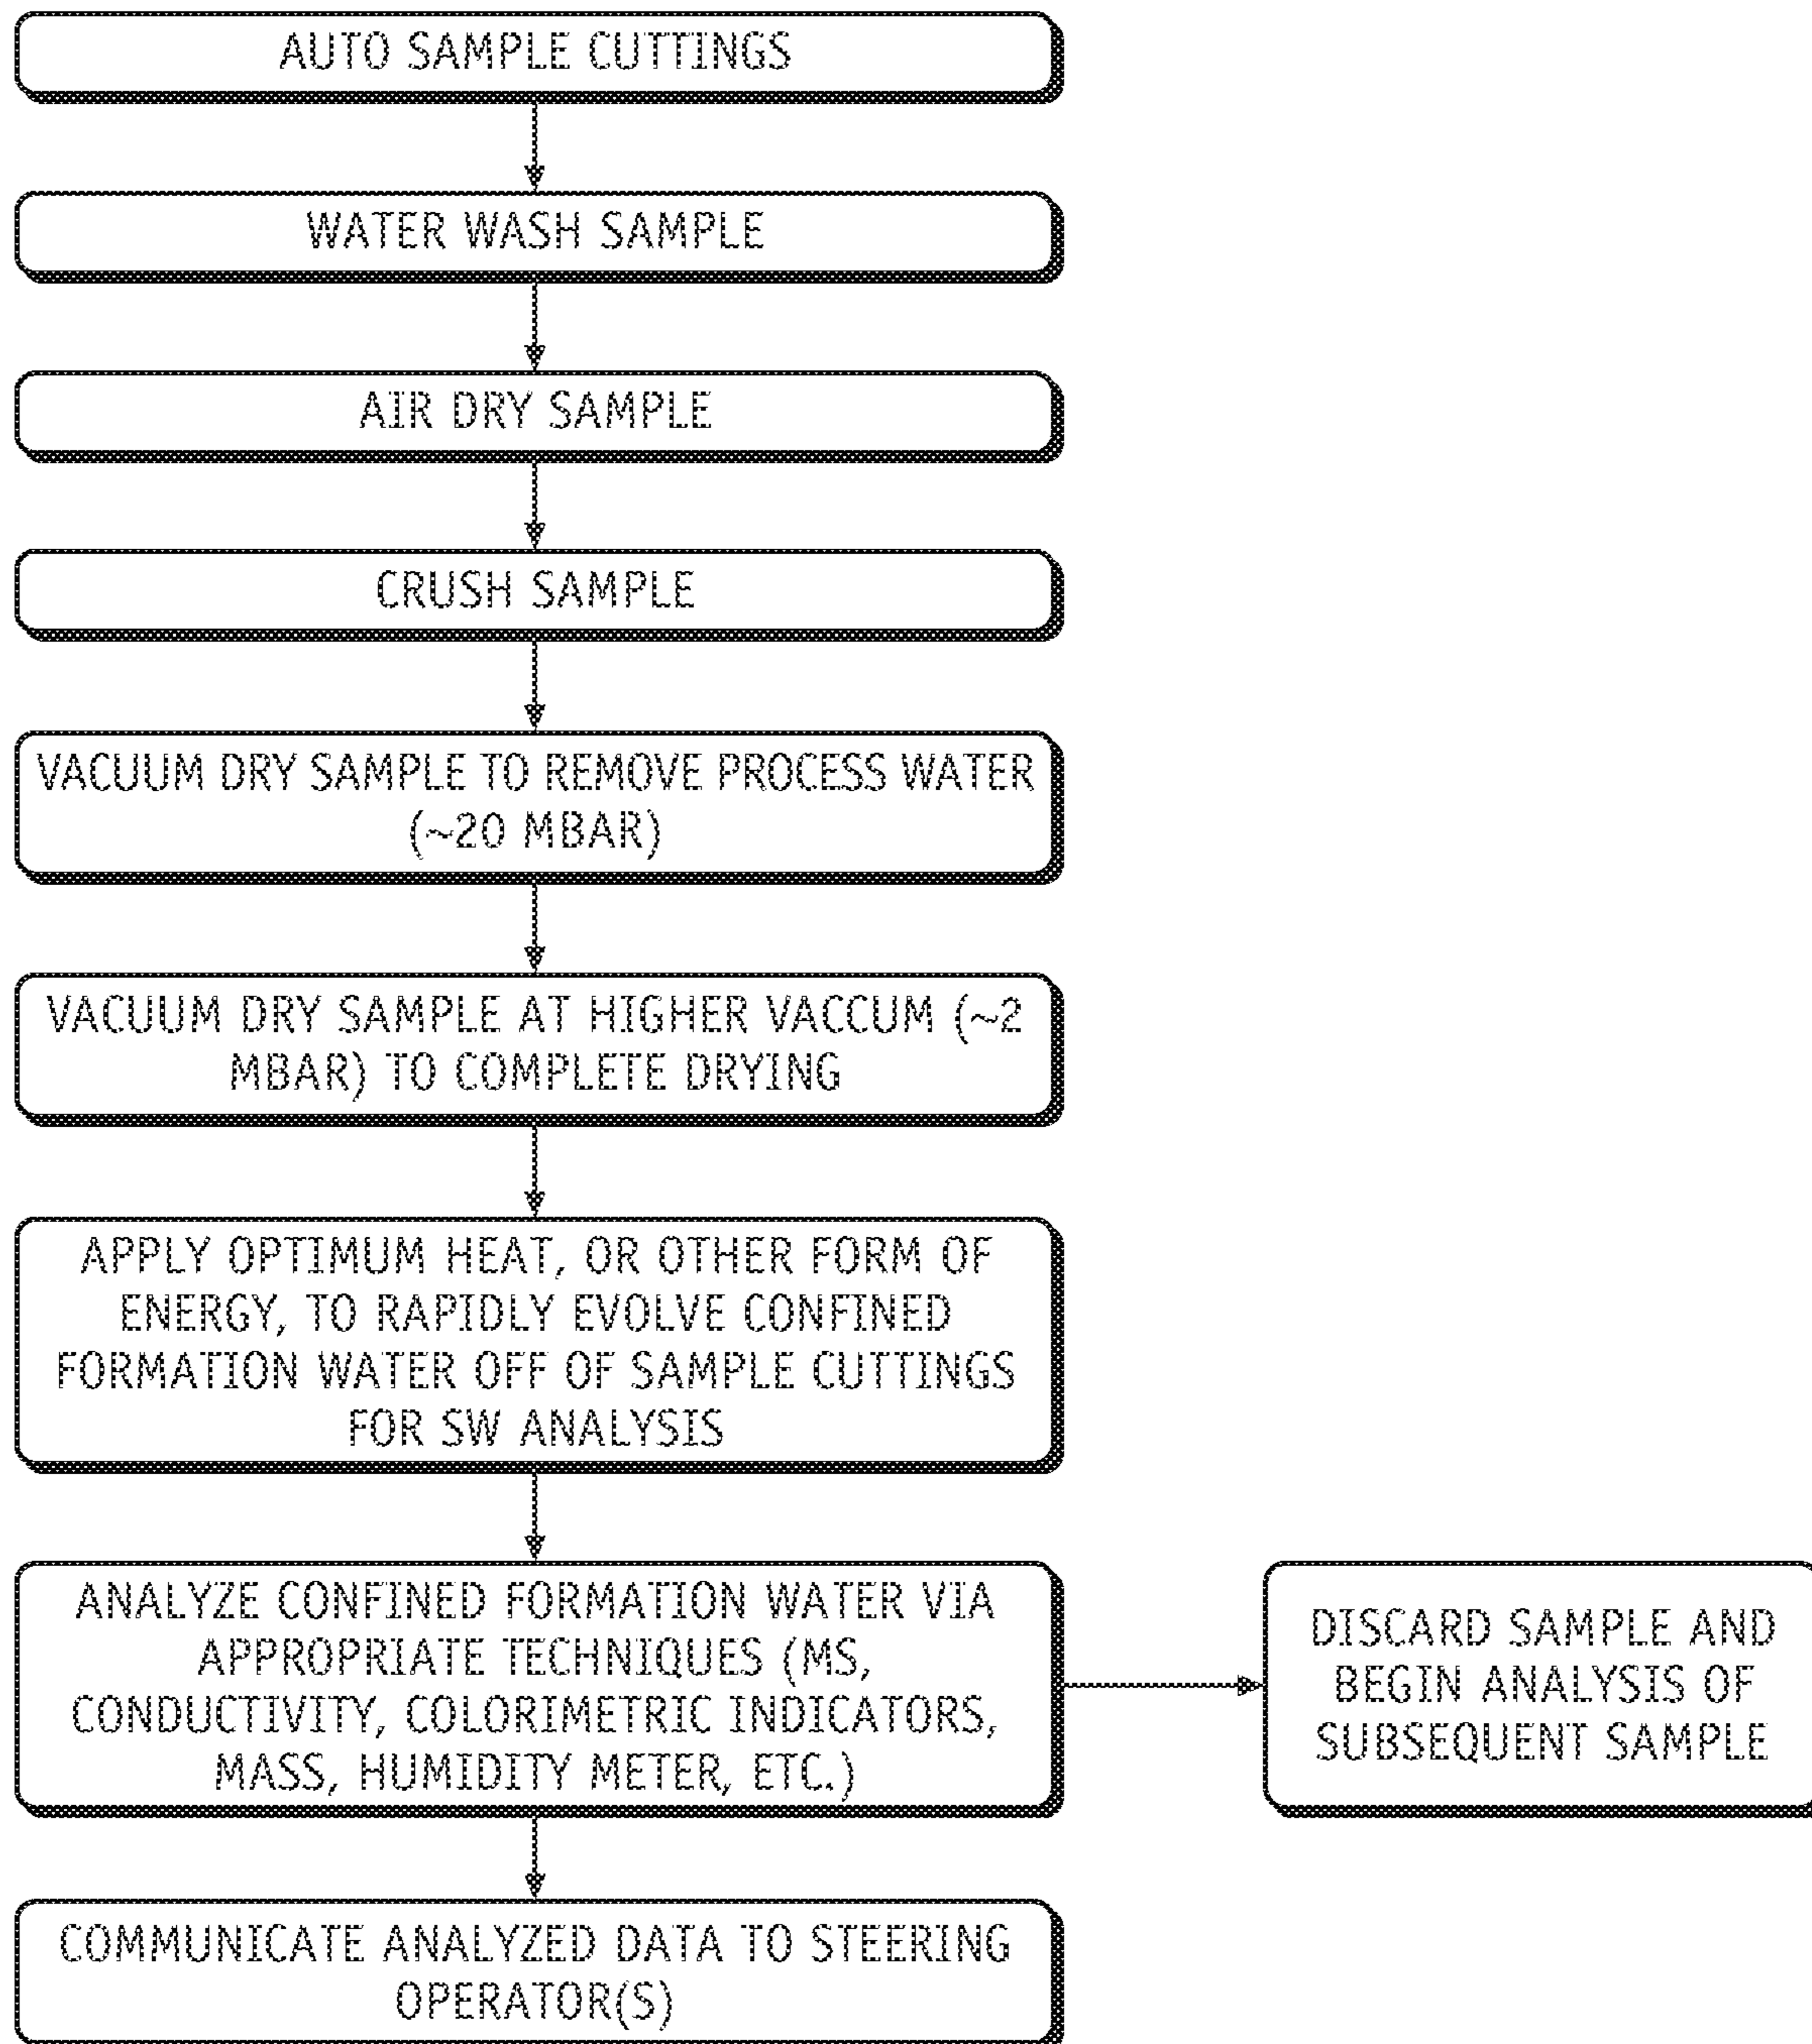 AUTO SAMPLE CUTTINGS
WATER WASH SAMPLE
AIR DRY SAMPLE
CRUSH SAMPLE
VACUUM DRY SAMPLE TO REMOVE PROCESS WATER
(~20 MBAR)
VACUUM DRY SAMPLE AT HIGHER VACCUM (~2
MBAR) TO COMPLETE DRYING
APPLY OPTIMUM HEAT, OR OTHER FORM OF
ENERGY, TO RAPIDLY EVOLVE CONFINED
FORMATION WATER OFF OF SAMPLE CUTTINGS
FOR SW ANALYSIS
ANALYZE CONFINED FORMATION WATER VIA
APPROPRIATE TECHNIQUES (MS,
CONDUCTIVITY, COLORIMETRIC INDICATORS,
MASS, HUMIDITY METER, ETC.)
DISCARD SAMPLE AND
BEGIN ANALYSIS OF
SUBSEQUENT SAMPLE
COMMUNICATE ANALYZED DATA TO STEERING
OPERATOR(S)